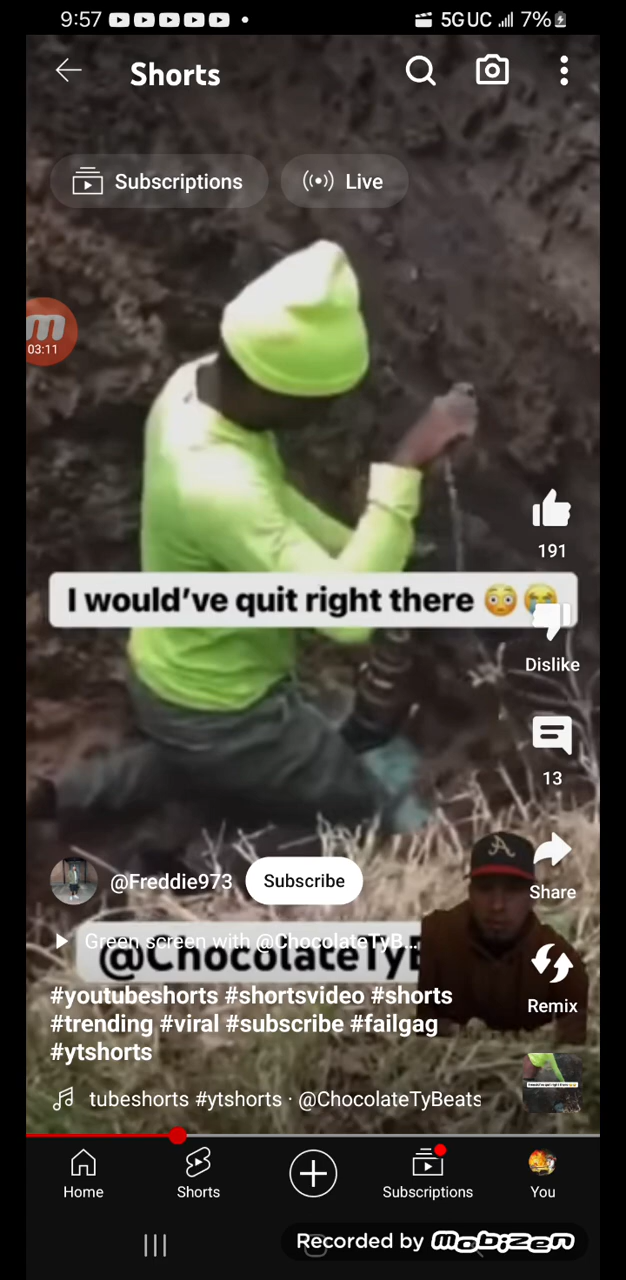 9:57 5G UC 7%
Shorts
Subscriptions Live
03:11
191
I would've quit right there 😳😭
Dislike
13
@Freddie973 Subscribe
Share
Green screen with @ChocolateTyB...
@ChocolateTyB
#youtubeshorts #shortsvideo #shorts
#trending #viral #subscribe #failgag
#ytshorts
Remix
tubeshorts #ytshorts · @ChocolateTyBeats
Home Shorts Subscriptions You
Recorded by mobizen